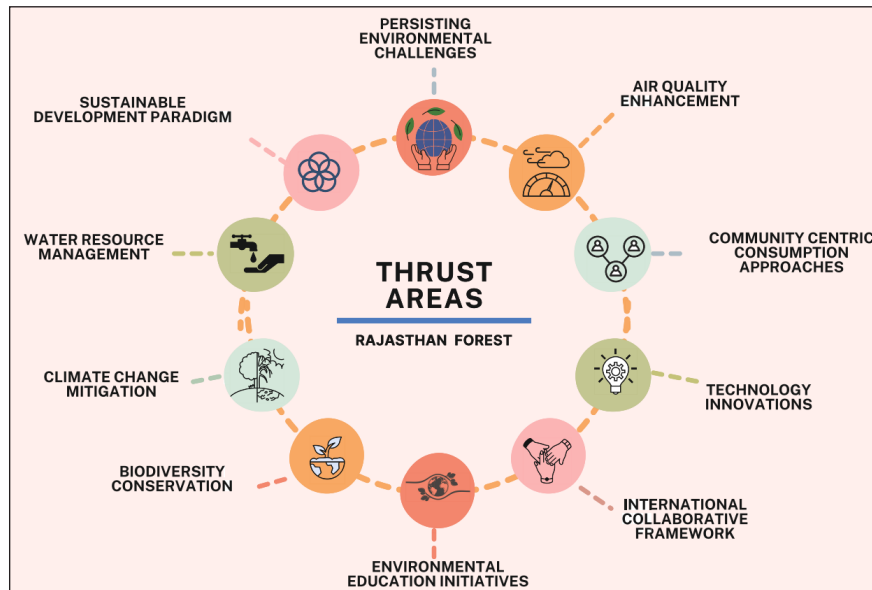 PERSISTING
ENVIRONMENTAL
CHALLENGES
AIR QUALITY
ENHANCEMENT
SUSTAINABLE
DEVELOPMENT PARADIGM
WATER RESOURCE
MANAGEMENT
COMMUNITY CENTRIC
CONSUMPTION
APPROACHES
THRUST
AREAS
RAJASTHAN FOREST
CLIMATE CHANGE
MITIGATION
TECHNOLOGY
INNOVATIONS
BIODIVERSITY
CONSERVATION
INTERNATIONAL
COLLABORATIVE
FRAMEWORK
ENVIRONMENTAL
EDUCATION INITIATIVES